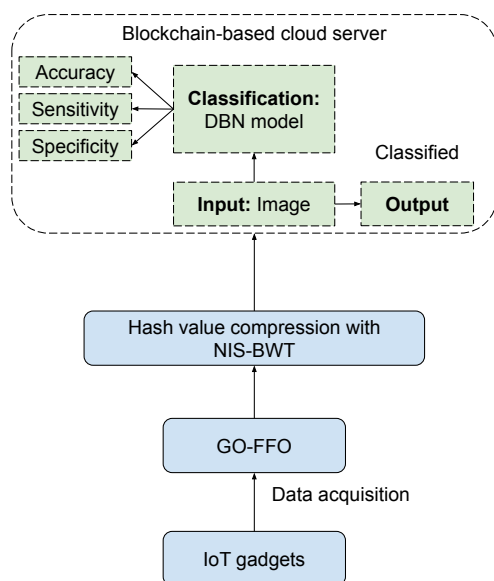 Blockchain-based cloud server
Accuracy
Sensitivity
Specificity
Classification:
DBN model
Classified
Input: Image
Output
Hash value compression with
NIS-BWT
GO-FFO
Data acquisition
IoT gadgets